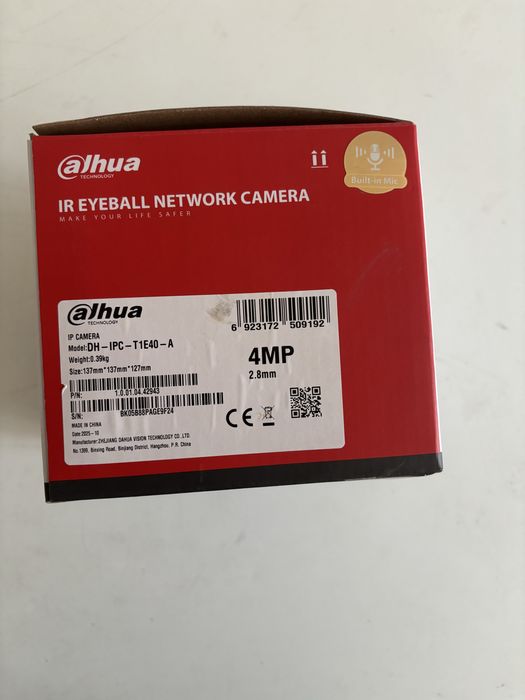 alhua
TECHNOLOGY
Built-in Mic
IR EYEBALL NETWORK CAMERA
MAKE YOUR LIFE SAFER
alhua
TECHNOLOGY
6 923172 509192
IP CAMERA
Model:DH-IPC-T1E40-A
Weight:0.39kg
Size:137mm*137mm*127mm
4MP
2.8mm
P/N: 1.0.01.04.42943
S/N: BK05B88PAGE9F24
CE
MADE IN CHINA
Date:2025-10
Manufacturer:ZHEJIANG DAHUA VISION TECHNOLOGY CO.,LTD.
No.1399, Binxing Road, Binjiang District, Hangzhou, P.R. China